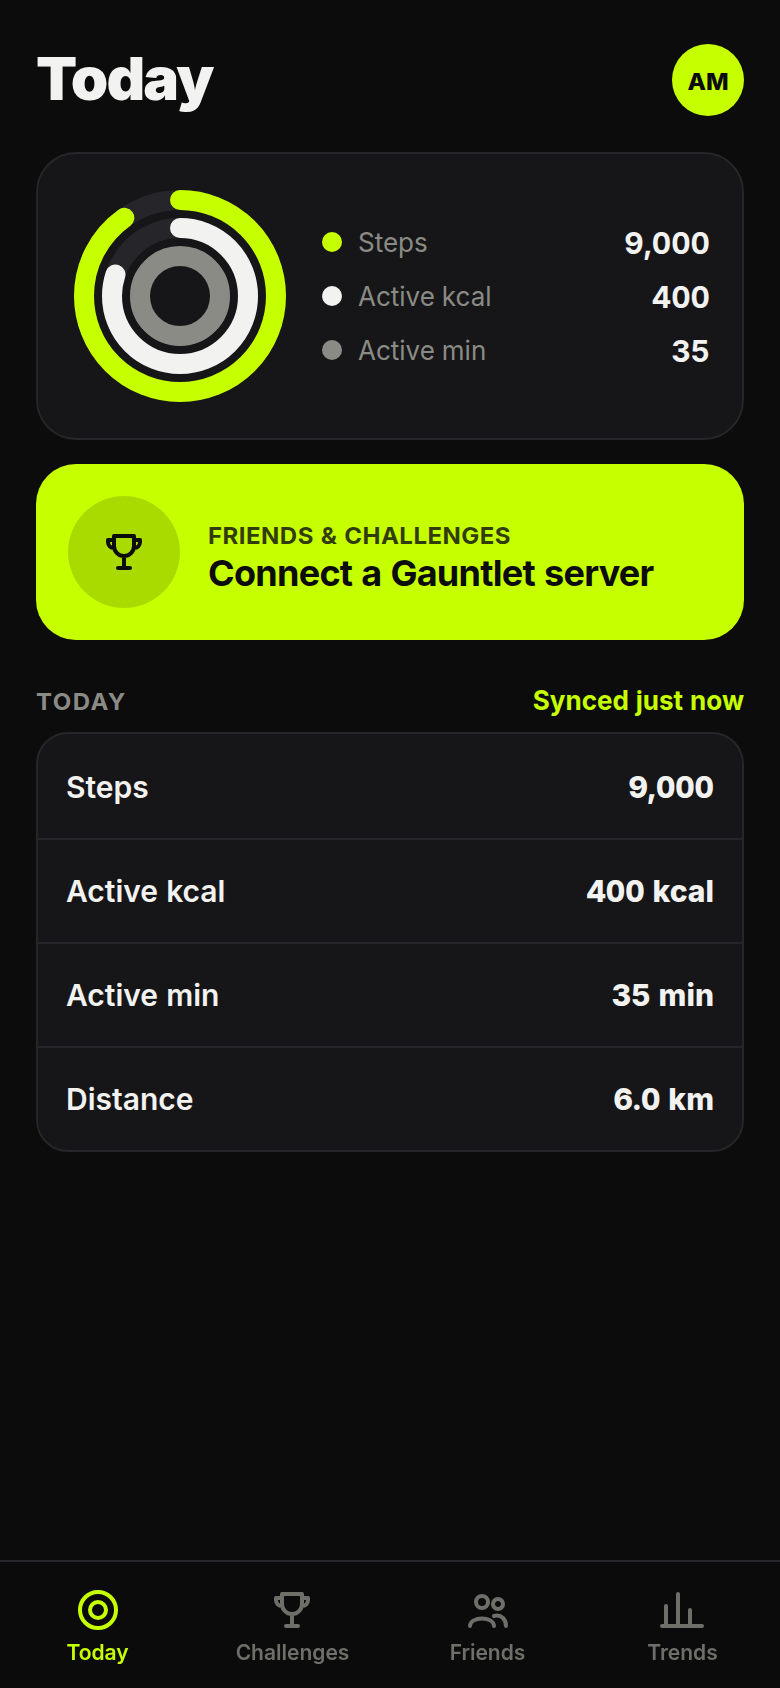 Today
AM
Steps 9,000
Active kcal 400
Active min 35
FRIENDS & CHALLENGES
Connect a Gauntlet server
TODAY Synced just now
Steps 9,000
Active kcal 400 kcal
Active min 35 min
Distance 6.0 km
Today Challenges Friends Trends